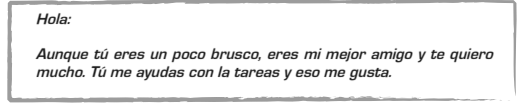 Hola:
Aunque tú eres un poco brusco, eres mi mejor amigo y te quiero
mucho. Tú me ayudas con la tareas y eso me gusta.